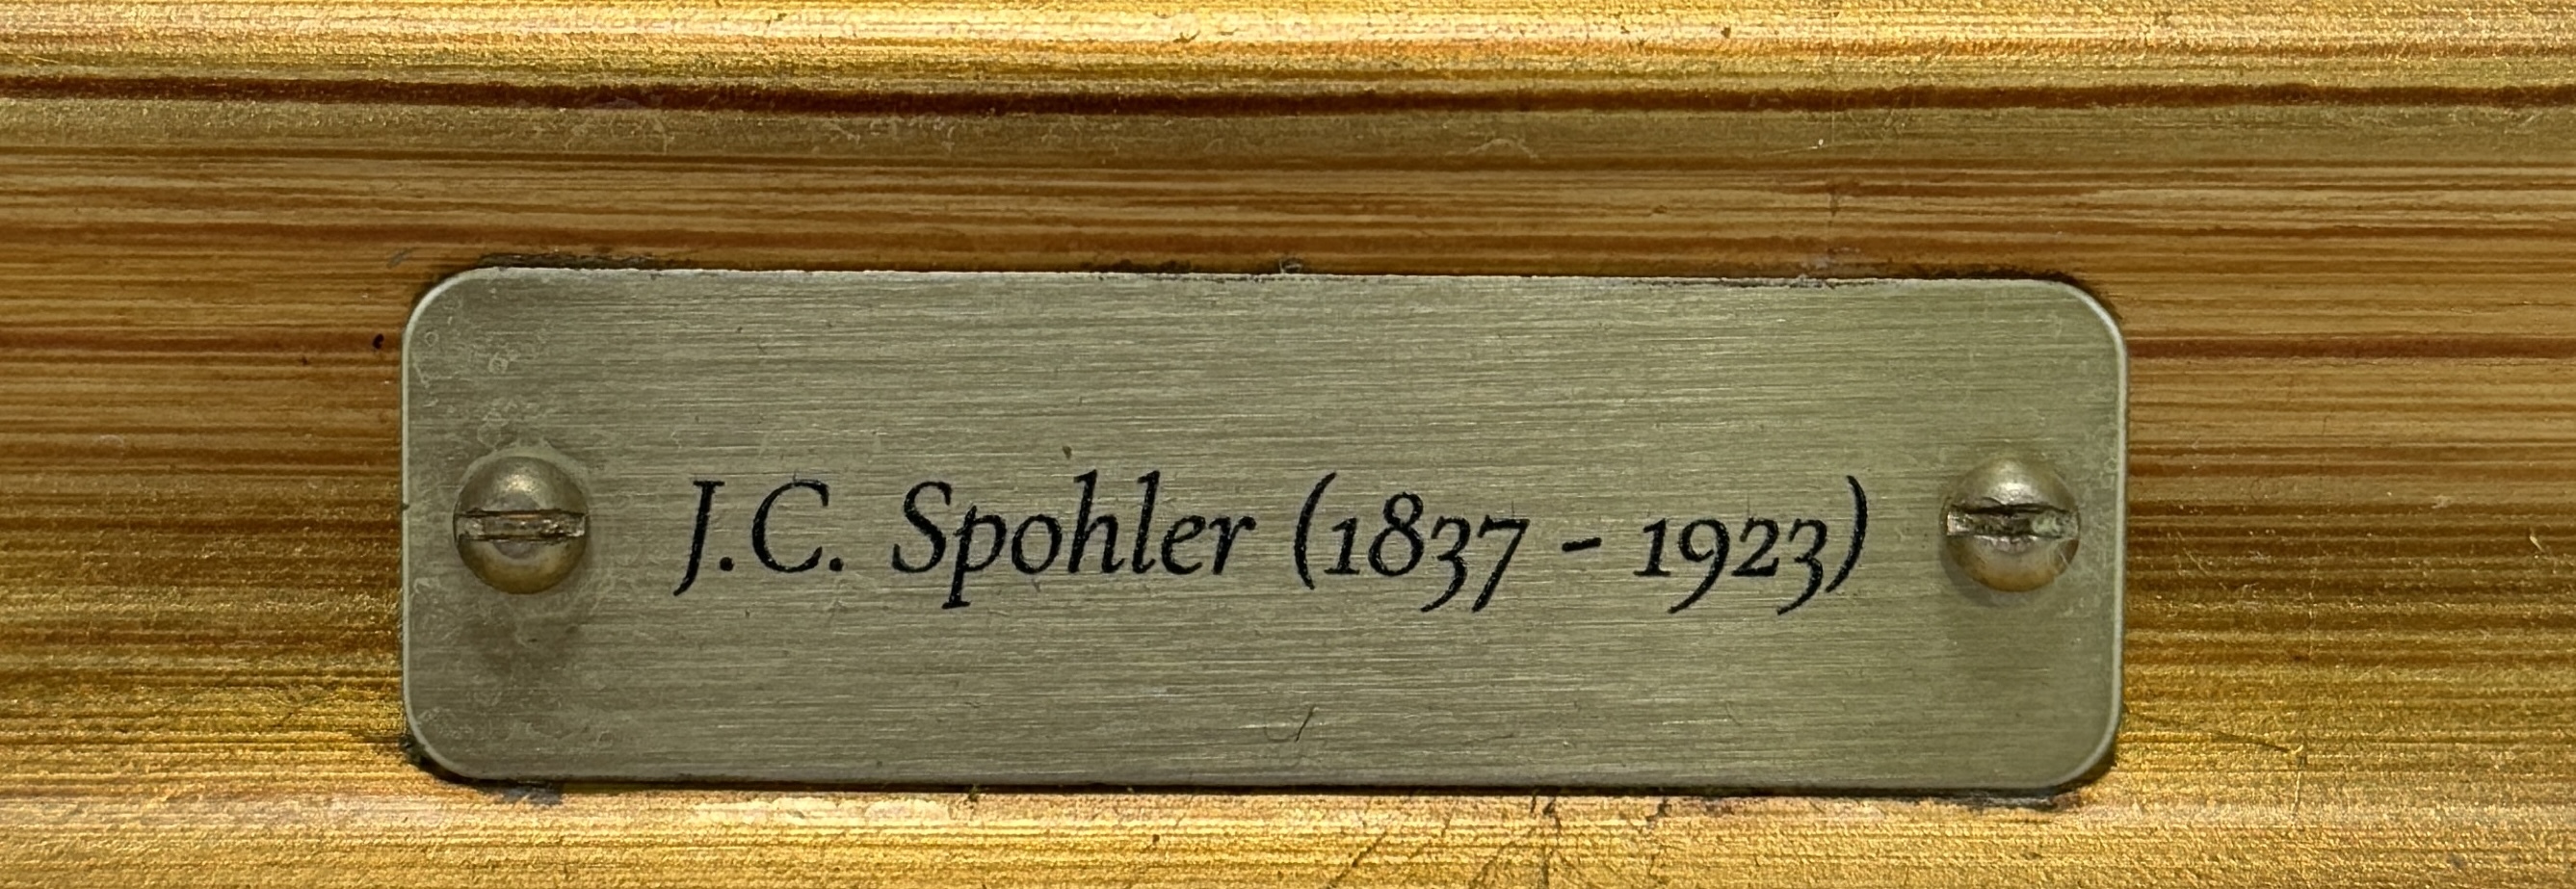 J.C. Spohler (1837 - 1923)